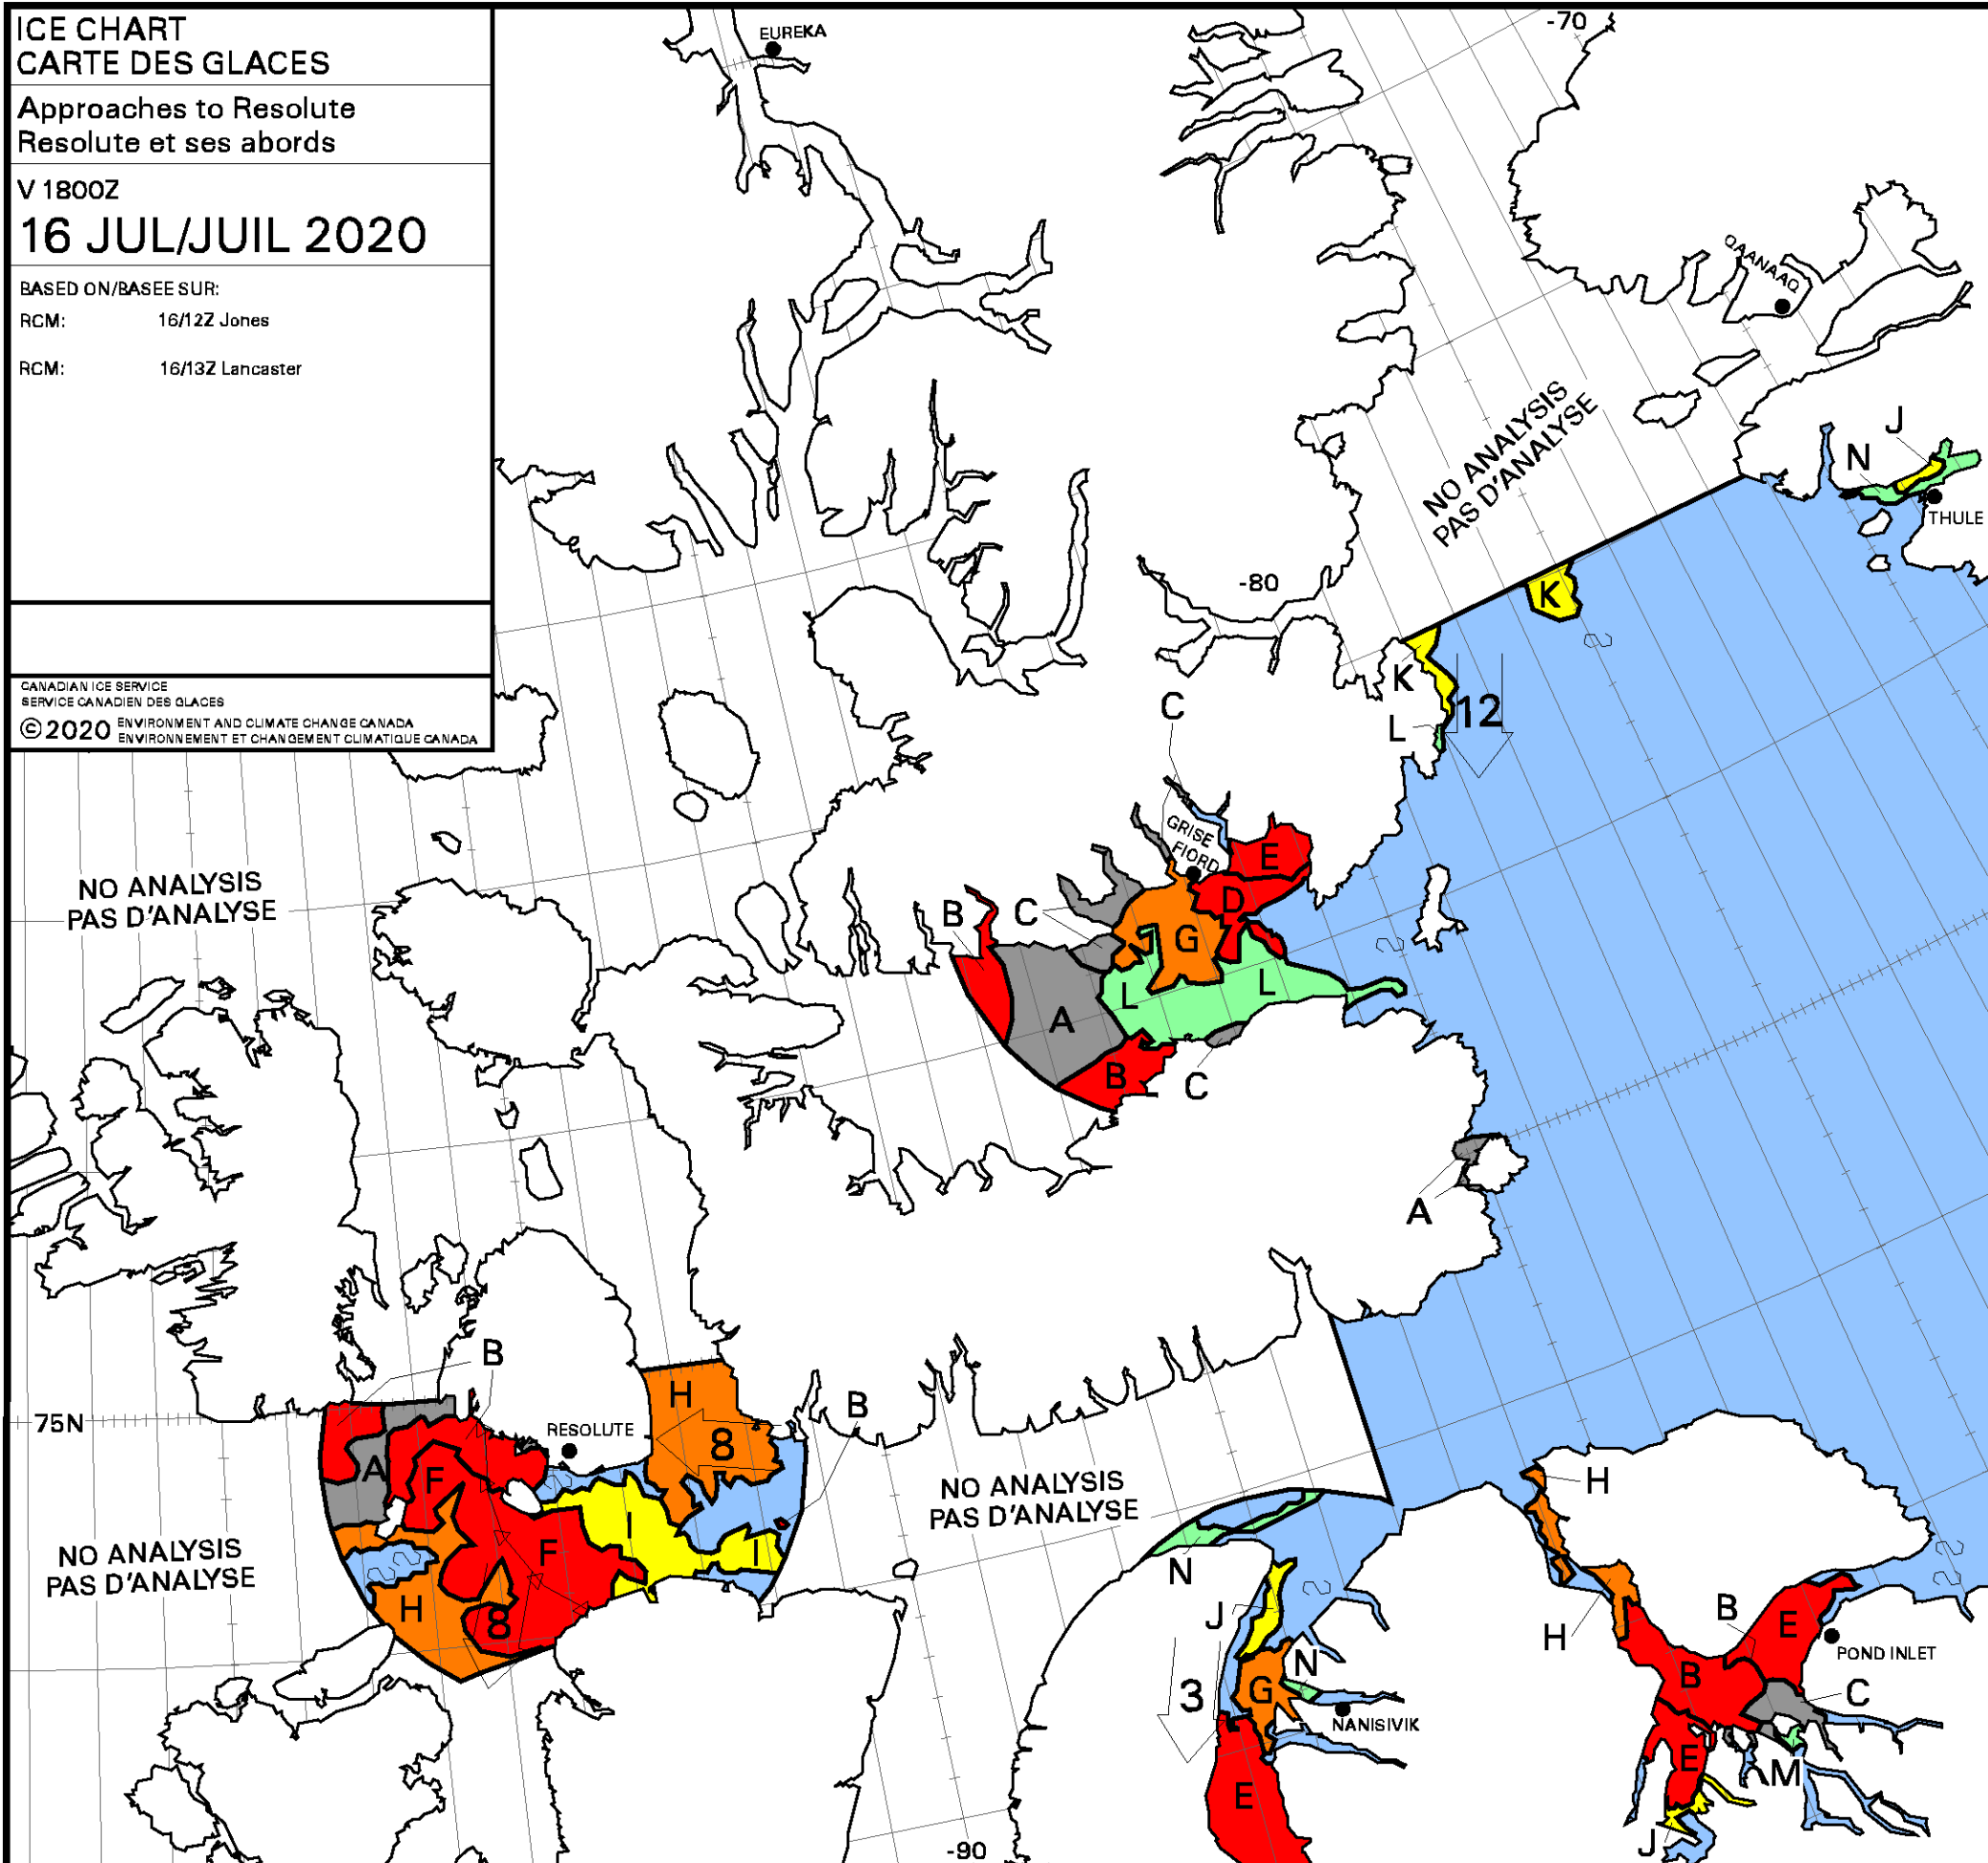 ICE CHART
CARTE DES GLACES
Approaches to Resolute
Resolute et ses abords
V 1800Z
16 JUL/JUIL 2020
BASED ON/BASEE SUR:
RCM: 16/12Z Jones
RCM: 16/13Z Lancaster
CANADIAN ICE SERVICE
SERVICE CANADIEN DES GLACES
© 2020 ENVIRONMENT AND CLIMATE CHANGE CANADA
ENVIRONNEMENT ET CHANGEMENT CLIMATIQUE CANADA
EUREKA
-70
QAANAAQ
NO ANALYSIS
PAS D'ANALYSE
J
N
THULE
-80
K
K
L
12
C
GRISE
FIORD
E
D
B
C
G
L
L
A
B
C
A
NO ANALYSIS
PAS D'ANALYSE
B
H
B
75N
RESOLUTE
8
A
F
I
F
I
H
8
NO ANALYSIS
PAS D'ANALYSE
NO ANALYSIS
PAS D'ANALYSE
N
J
N
G
3
NANISIVIK
E
H
H
B
E
POND INLET
B
C
E
M
J
-90